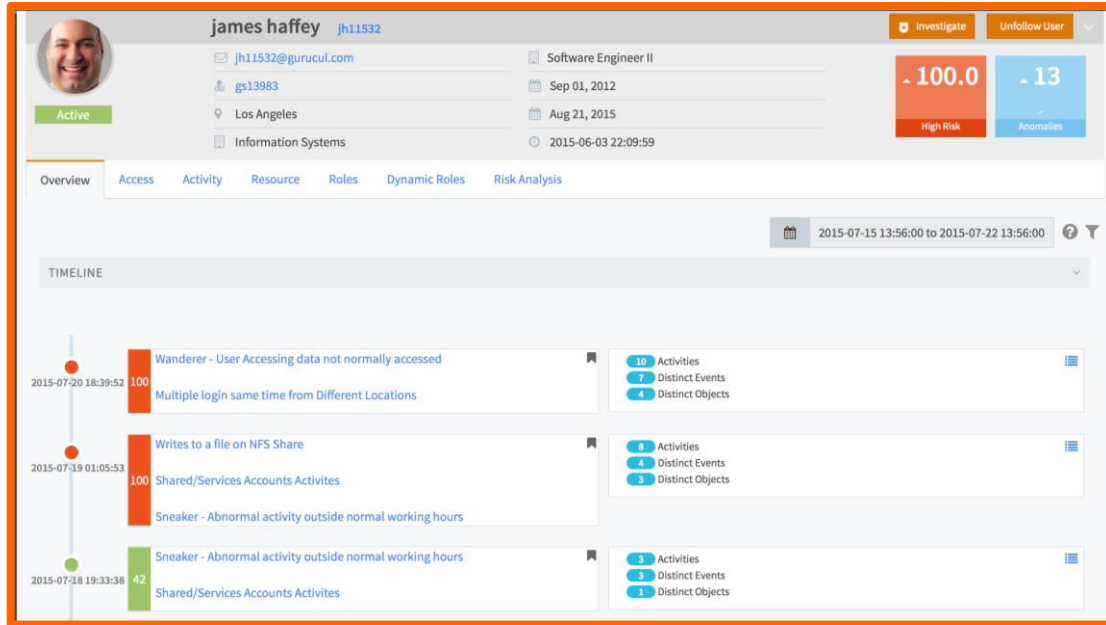 james haffey jh11532
Investigate
Unfollow User
jh11532@gurucul.com
Software Engineer II
gs13983
Sep 01, 2012
Active
Los Angeles
Aug 21, 2015
Information Systems
2015-06-03 22:09:59
100.0
High Risk
13
Anomalies
Overview Access Activity Resource Roles Dynamic Roles Risk Analysis
2015-07-15 13:56:00 to 2015-07-22 13:56:00
TIMELINE
2015-07-20 18:39:52
100
Wanderer - User Accessing data not normally accessed
Multiple login same time from Different Locations
10 Activities
7 Distinct Events
4 Distinct Objects
2015-07-19 01:05:53
100
Writes to a file on NFS Share
Shared/Services Accounts Activites
Sneaker - Abnormal activity outside normal working hours
8 Activities
4 Distinct Events
3 Distinct Objects
2015-07-18 19:33:38
42
Sneaker - Abnormal activity outside normal working hours
Shared/Services Accounts Activites
3 Activities
3 Distinct Events
1 Distinct Objects